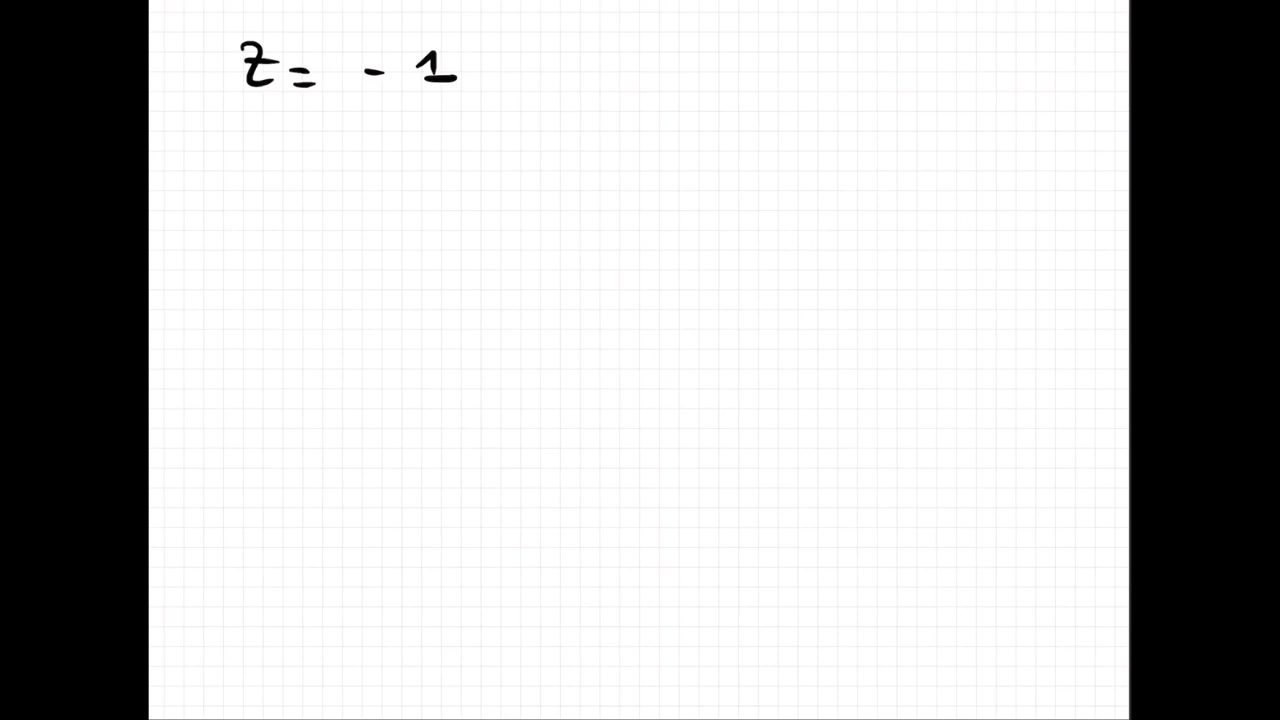 z = - 1